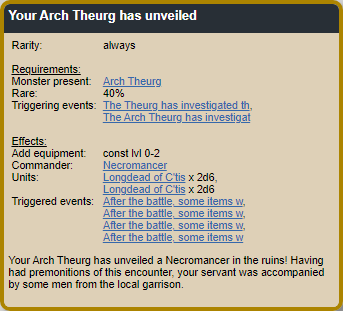 Your Arch Theurg has unveiled
Rarity: always
Requirements:
Monster present: Arch Theurg
Rare: 40%
Triggering events: The Theurg has investigated th,
The Arch Theurg has investigat
Effects:
Add equipment: const lvl 0-2
Commander: Necromancer
Units: Longdead of C'tis x 2d6,
Longdead of C'tis x 2d6
Triggered events: After the battle, some items w,
After the battle, some items w,
After the battle, some items w,
After the battle, some items w
Your Arch Theurg has unveiled a Necromancer in the ruins! Having
had premonitions of this encounter, your servant was accompanied
by some men from the local garrison.